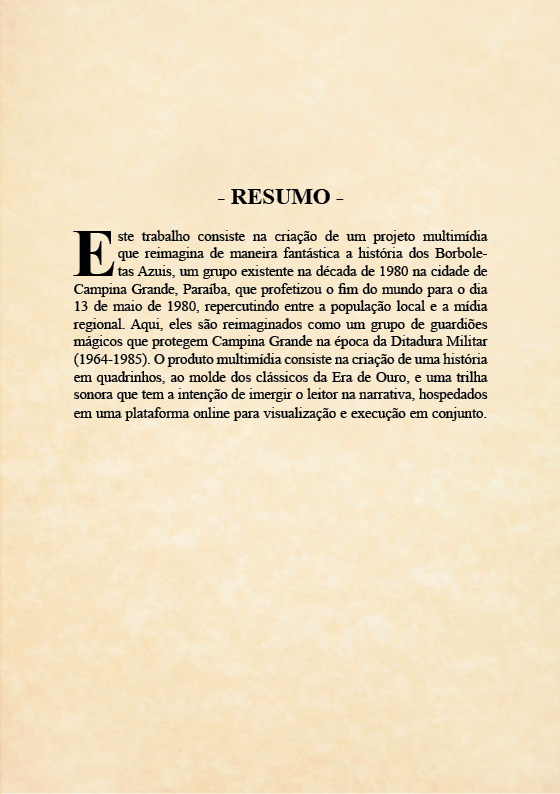 - RESUMO -
Este trabalho consiste na criação de um projeto multimídia
que reimagina de maneira fantástica a história dos Borbole-
tas Azuis, um grupo existente na década de 1980 na cidade de
Campina Grande, Paraíba, que profetizou o fim do mundo para o dia
13 de maio de 1980, repercutindo entre a população local e a mídia
regional. Aqui, eles são reimaginados como um grupo de guardiões
mágicos que protegem Campina Grande na época da Ditadura Militar
(1964-1985). O produto multimídia consiste na criação de uma história
em quadrinhos, ao molde dos clássicos da Era de Ouro, e uma trilha
sonora que tem a intenção de imergir o leitor na narrativa, hospedados
em uma plataforma online para visualização e execução em conjunto.